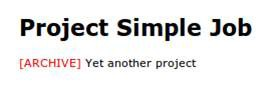 Project Simple Job
[ARCHIVE] Yet another project